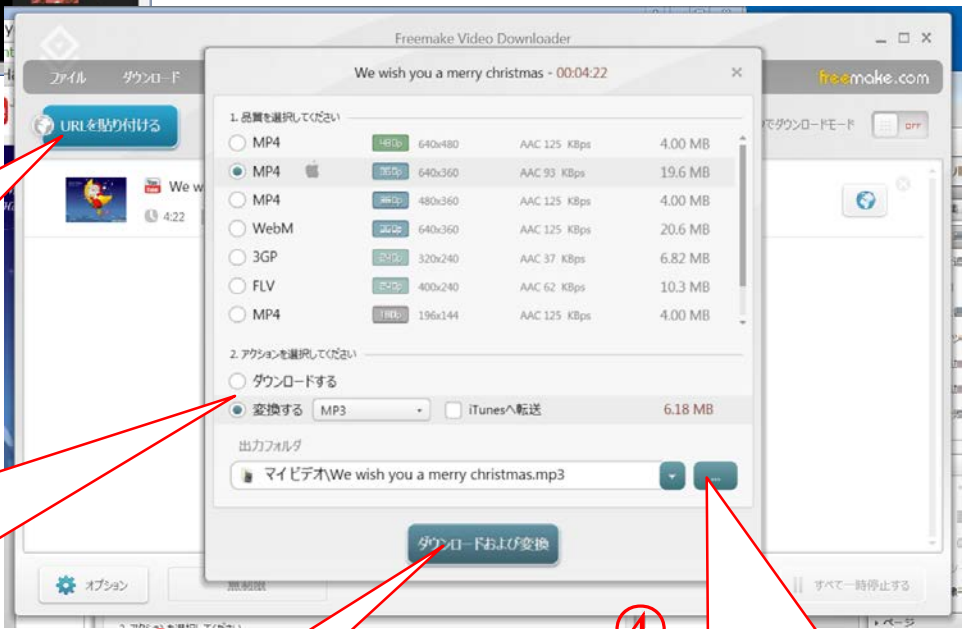 Freemake Video Downloader
ファイル ダウンロード
freemake.com
URLを貼り付ける
でダウンロードモード OFF
We w
4:22
We wish you a merry christmas - 00:04:22
1. 品質を選択してください
MP4 480p 640x480 AAC 125 KBps 4.00 MB
MP4 360p 640x360 AAC 93 KBps 19.6 MB
MP4 360p 480x360 AAC 125 KBps 4.00 MB
WebM 360p 640x360 AAC 125 KBps 20.6 MB
3GP 240p 320x240 AAC 37 KBps 6.82 MB
FLV 240p 400x240 AAC 62 KBps 10.3 MB
MP4 196x144 AAC 125 KBps 4.00 MB
2. アクションを選択してください
ダウンロードする
変換する MP3 iTunesへ転送 6.18 MB
出力フォルダ
マイビデオ\We wish you a merry christmas.mp3 ...
ダウンロードおよび変換
オプション
無制限
すべて一時停止する
④
ページ